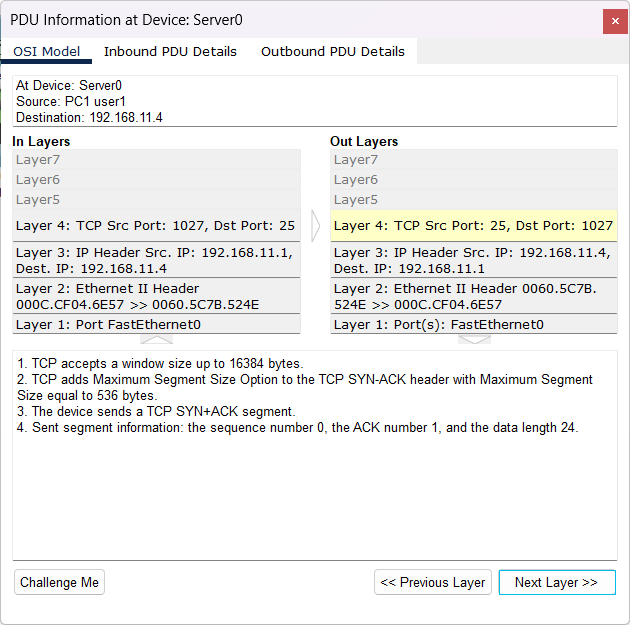 PDU Information at Device: Server0
OSI Model Inbound PDU Details Outbound PDU Details
At Device: Server0
Source: PC1 user1
Destination: 192.168.11.4
In Layers
Layer7
Layer6
Layer5
Layer 4: TCP Src Port: 1027, Dst Port: 25
Layer 3: IP Header Src. IP: 192.168.11.1,
Dest. IP: 192.168.11.4
Layer 2: Ethernet II Header
000C.CF04.6E57 >> 0060.5C7B.524E
Layer 1: Port FastEthernet0
Out Layers
Layer7
Layer6
Layer5
Layer 4: TCP Src Port: 25, Dst Port: 1027
Layer 3: IP Header Src. IP: 192.168.11.4,
Dest. IP: 192.168.11.1
Layer 2: Ethernet II Header 0060.5C7B.
524E >> 000C.CF04.6E57
Layer 1: Port(s): FastEthernet0
1. TCP accepts a window size up to 16384 bytes.
2. TCP adds Maximum Segment Size Option to the TCP SYN-ACK header with Maximum Segment
Size equal to 536 bytes.
3. The device sends a TCP SYN+ACK segment.
4. Sent segment information: the sequence number 0, the ACK number 1, and the data length 24.
Challenge Me
<< Previous Layer
Next Layer >>